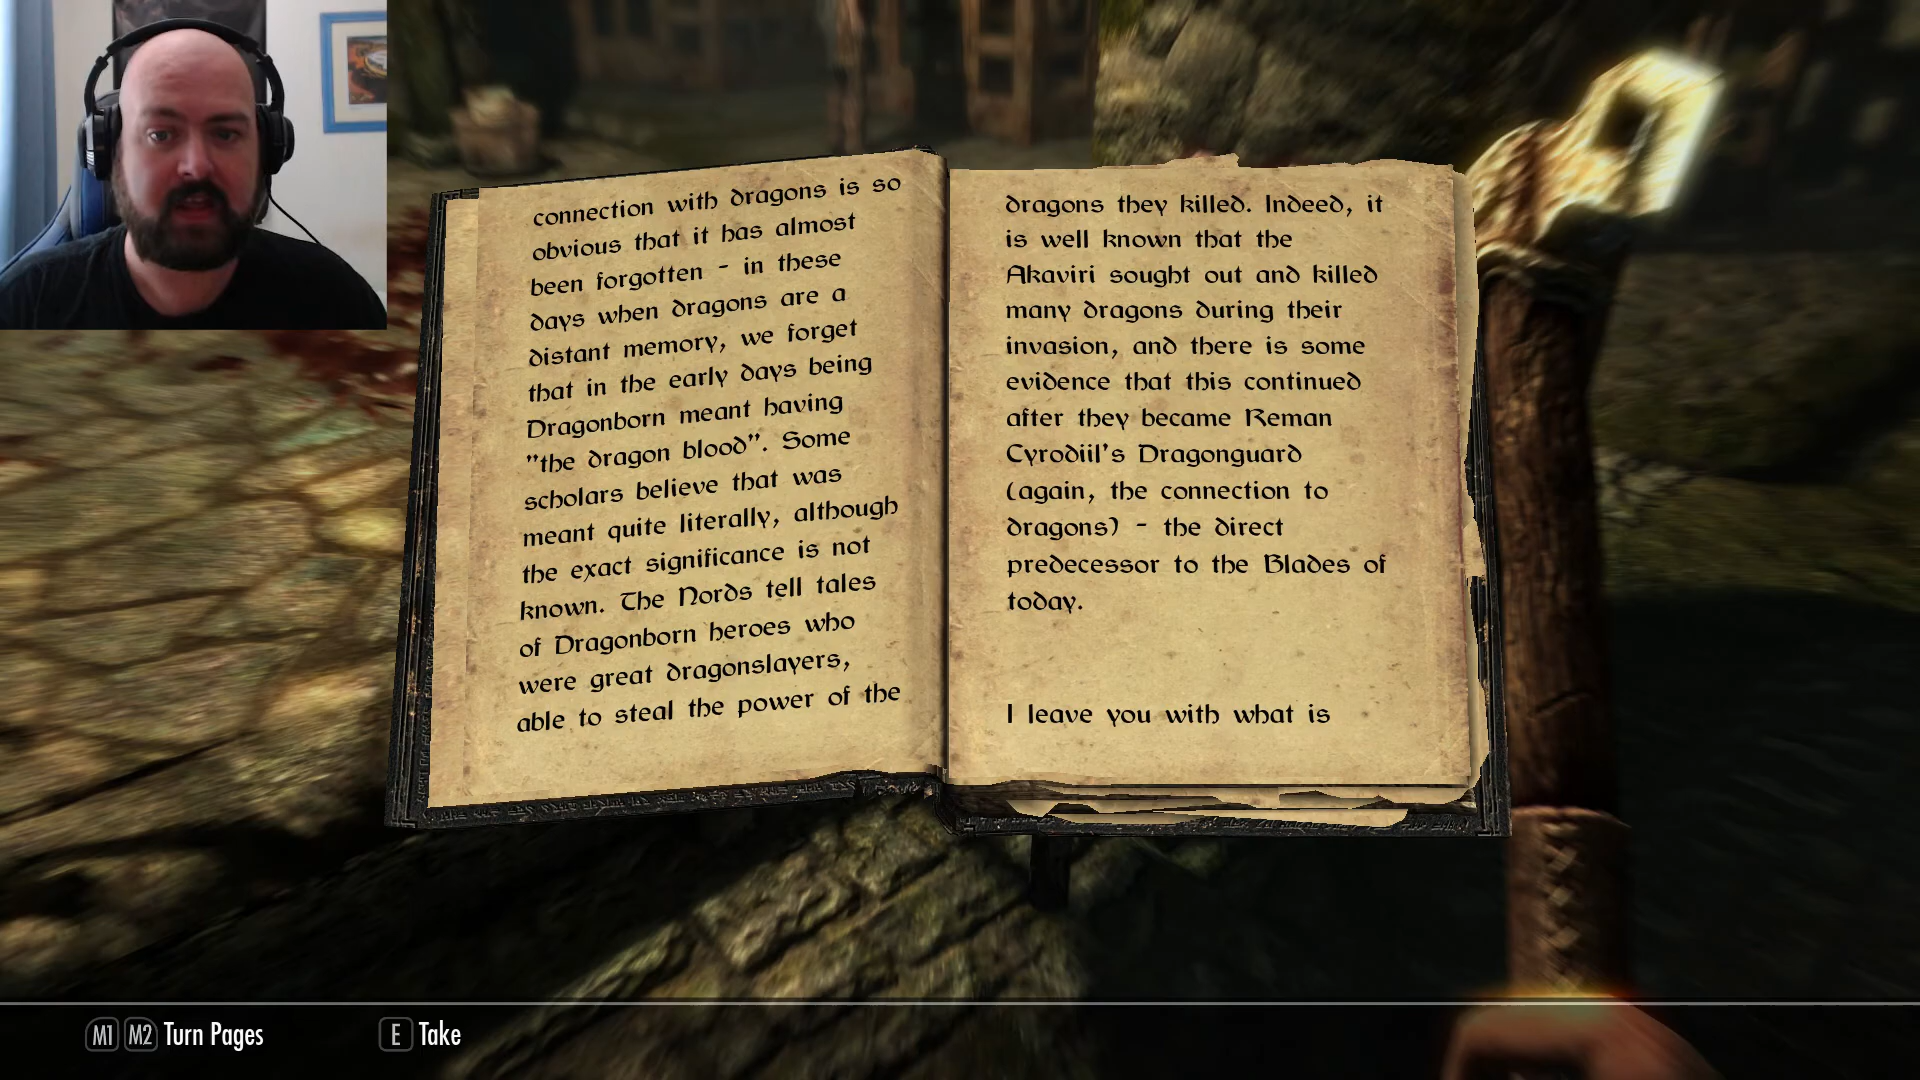 connection with dragons is so
obvious that it has almost
been forgotten - in these
days when dragons are a
distant memory, we forget
that in the early days being
Dragonborn meant having
"the dragon blood". Some
scholars believe that was
meant quite literally, although
the exact significance is not
known. The Nords tell tales
of Dragonborn heroes who
were great dragonslayers,
able to steal the power of the
dragons they killed. Indeed, it
is well known that the
Akaviri sought out and killed
many dragons during their
invasion, and there is some
evidence that this continued
after they became Reman
Cyrodiil's Dragonguard
(again, the connection to
dragons) - the direct
predecessor to the Blades of
today.
I leave you with what is
M1 M2 Turn Pages
E Take